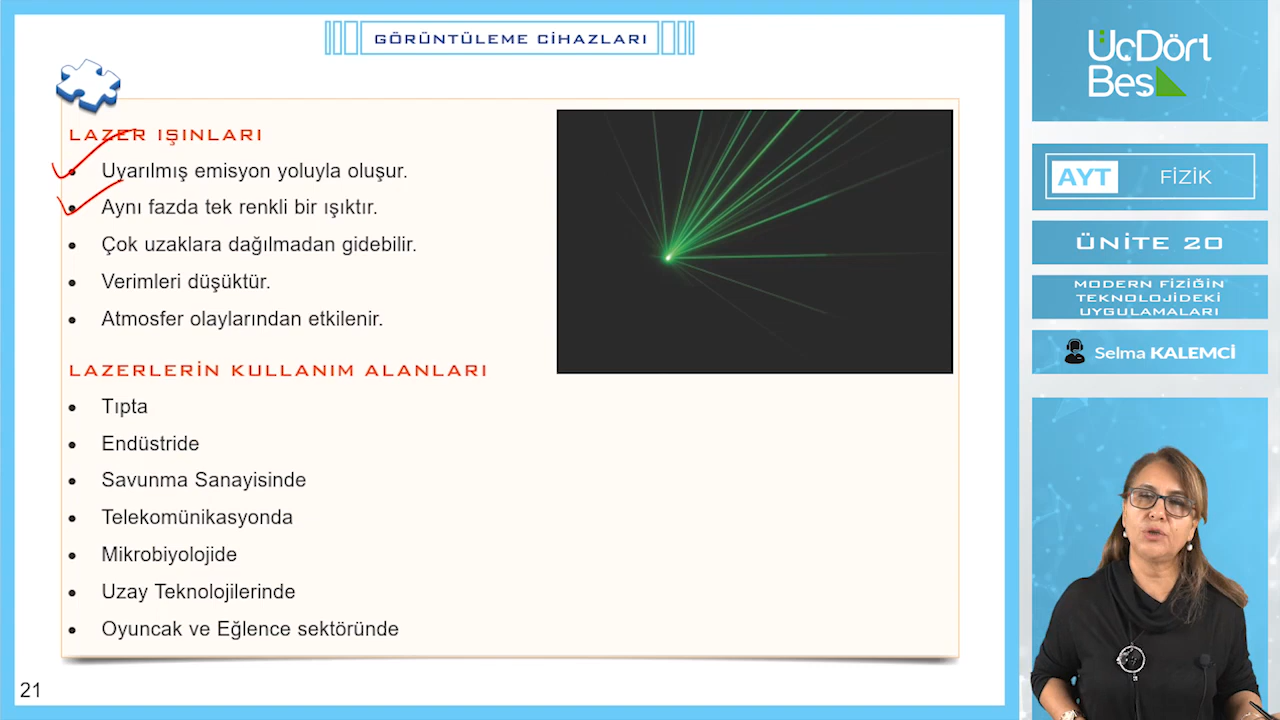 GÖRÜNTÜLEME CİHAZLARI
LAZER IŞINLARI
• Uyarılmış emisyon yoluyla oluşur.
• Aynı fazda tek renkli bir ışıktır.
• Çok uzaklara dağılmadan gidebilir.
• Verimleri düşüktür.
• Atmosfer olaylarından etkilenir.
LAZERLERİN KULLANIM ALANLARI
• Tıpta
• Endüstride
• Savunma Sanayisinde
• Telekomünikasyonda
• Mikrobiyolojide
• Uzay Teknolojilerinde
• Oyuncak ve Eğlence sektöründe
21
ÜçDört
Beş
AYT FİZİK
ÜNİTE 20
MODERN FİZİĞİN
TEKNOLOJİDEKİ
UYGULAMALARI
Selma KALEMCİ